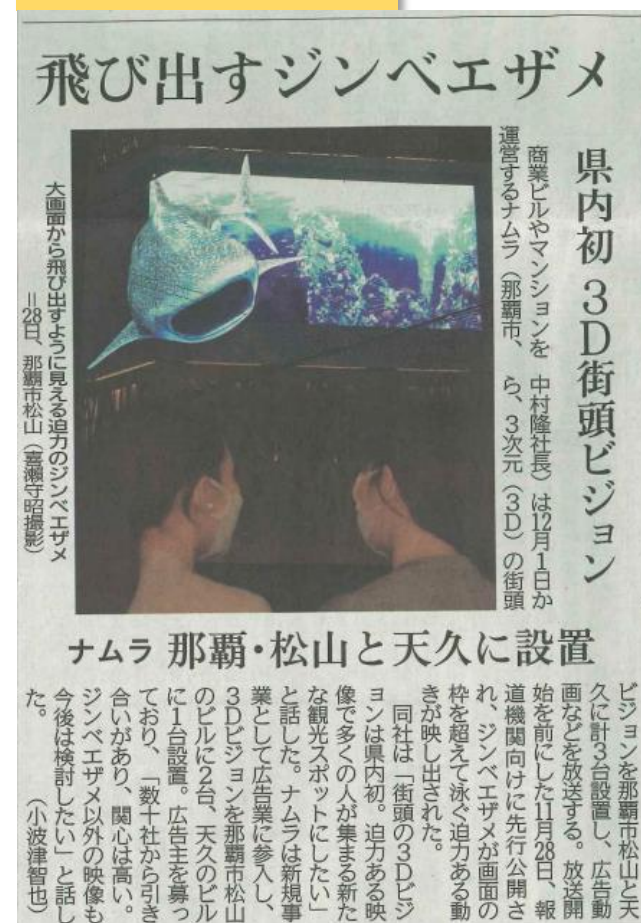 飛び出すジンベエザメ
県内初 3D街頭ビジョン
商業ビルやマンションを
運営するナムラ（那覇市、
中村隆社長）は12月1日か
ら、3次元（3D）の街頭
大画面から飛び出すように見える迫力のジンベエザメ
＝28日、那覇市松山（喜瀬守昭撮影）
ナムラ 那覇・松山と天久に設置
ビジョンを那覇市松山と天
久に計3台設置し、広告動
画などを放送する。放送開
始を前にした11月28日、報
道機関向けに先行公開さ
れ、ジンベエザメが画面の
枠を超えて泳ぐ迫力ある動
きが映し出された。
同社は「街頭の3Dビジ
ョンは県内初。迫力ある映
像で多くの人が集まる新た
な観光スポットにしたい」
と話した。ナムラは新規事
業として広告業に参入し、
3Dビジョンを那覇市松山
のビルに2台、天久のビル
に1台設置。広告主を募っ
ており、「数十社から引き
合いがあり、関心は高い。
ジンベエザメ以外の映像も
今後は検討したい」と話し
た。　（小波津智也）